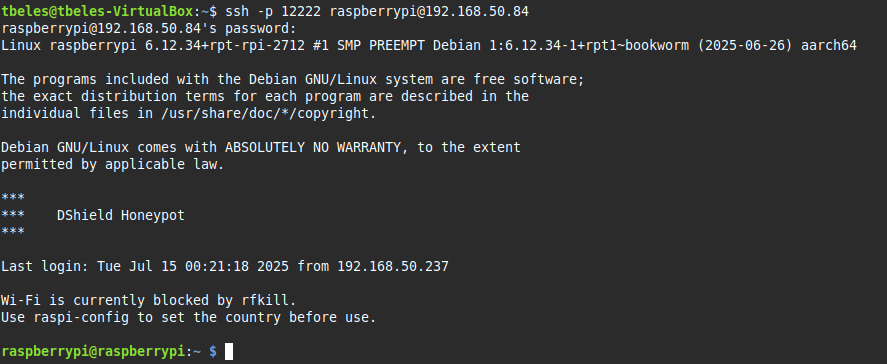 tbeles@tbeles-VirtualBox:~$ ssh -p 12222 raspberrypi@192.168.50.84
raspberrypi@192.168.50.84's password:
Linux raspberrypi 6.12.34+rpt-rpi-2712 #1 SMP PREEMPT Debian 1:6.12.34-1+rpt1~bookworm (2025-06-26) aarch64
The programs included with the Debian GNU/Linux system are free software;
the exact distribution terms for each program are described in the
individual files in /usr/share/doc/*/copyright.
Debian GNU/Linux comes with ABSOLUTELY NO WARRANTY, to the extent
permitted by applicable law.
***
***    DShield Honeypot
***
Last login: Tue Jul 15 00:21:18 2025 from 192.168.50.237
Wi-Fi is currently blocked by rfkill.
Use raspi-config to set the country before use.
raspberrypi@raspberrypi:~ $